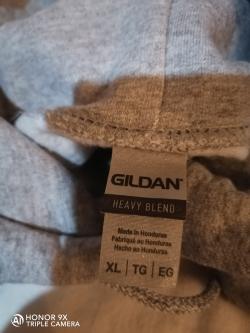 GILDAN
HEAVY BLEND
Made in Honduras
Fabriqué au Honduras
Hecho en Honduras
XL | TG | EG
HONOR 9X
TRIPLE CAMERA